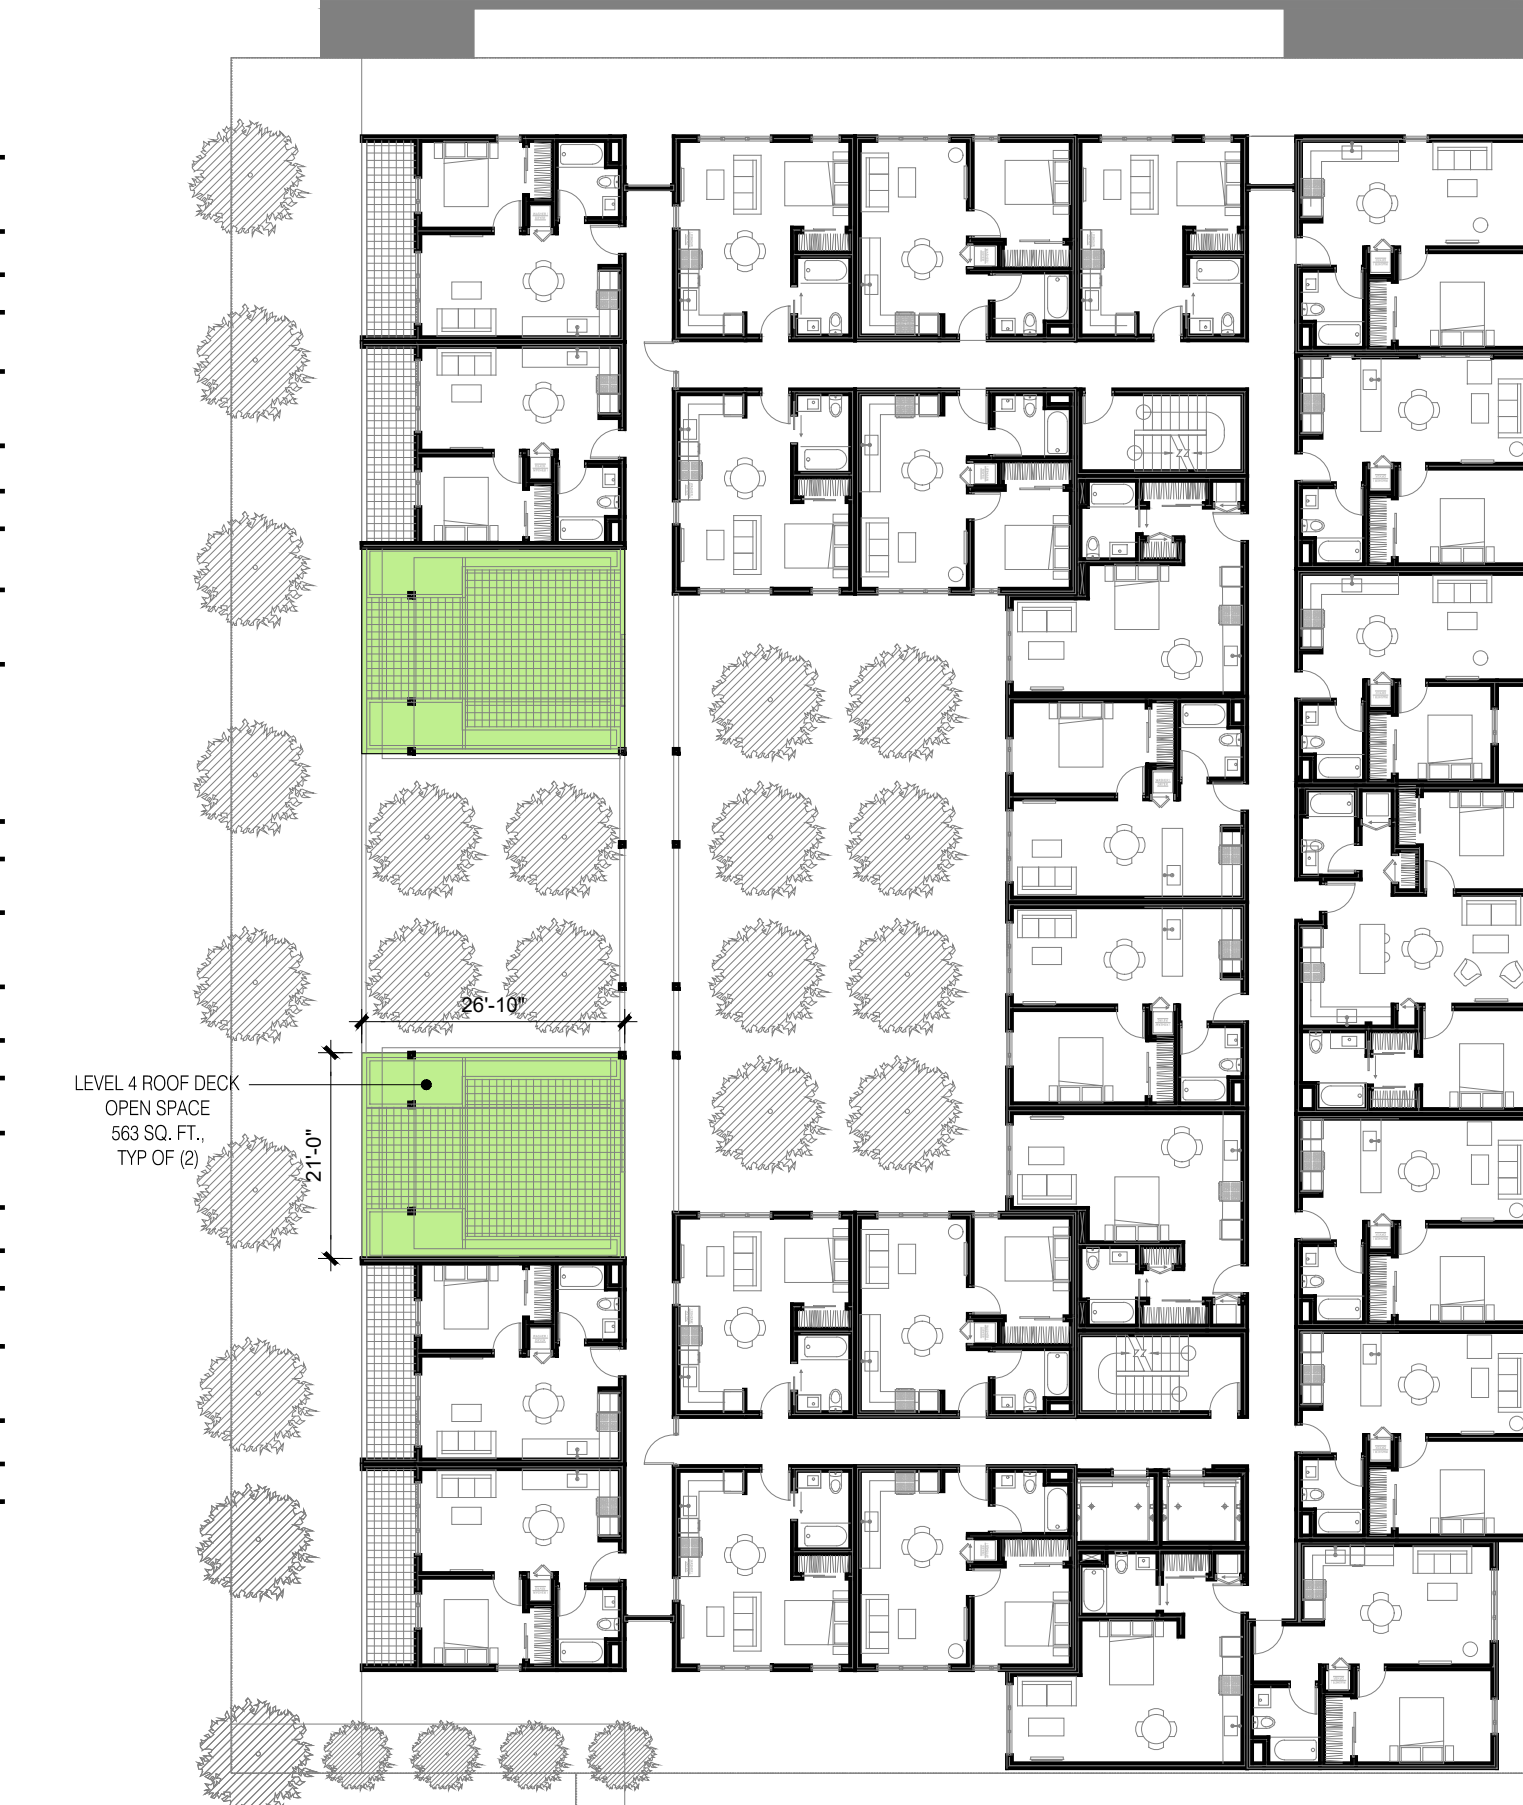 26'-10"
LEVEL 4 ROOF DECK
OPEN SPACE
563 SQ. FT.,
TYP OF (2)
21'-0"